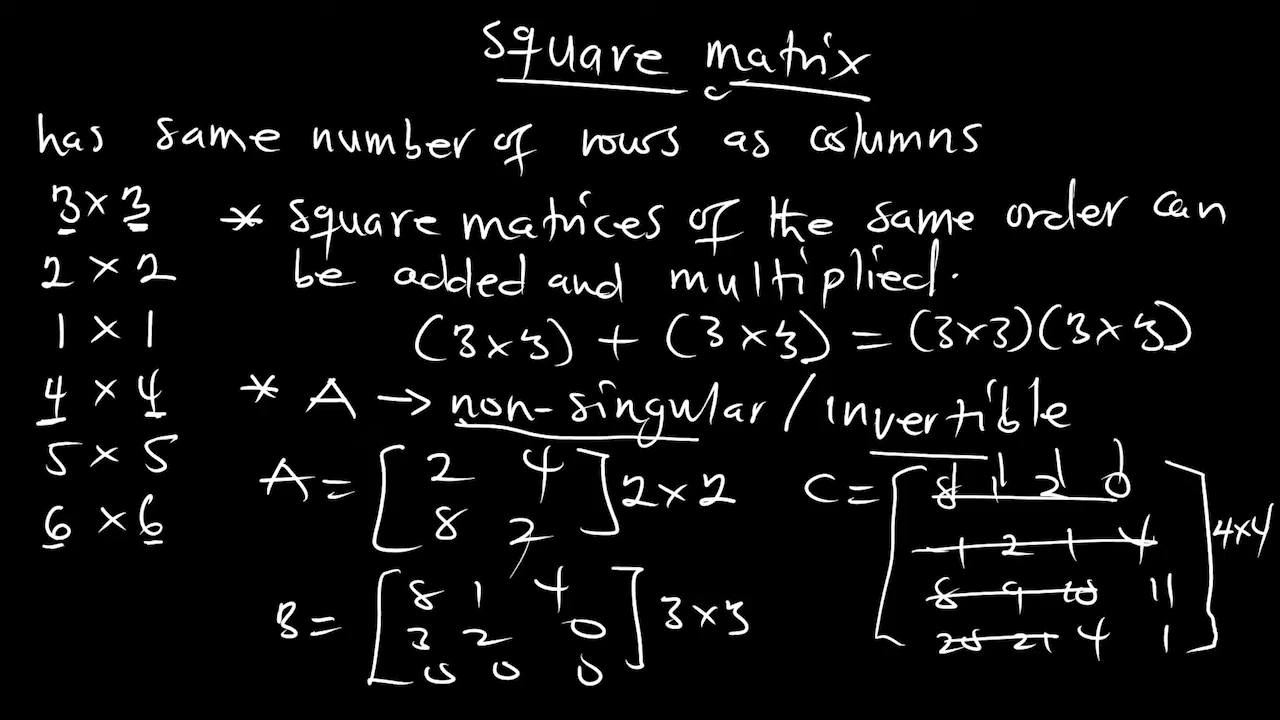 square matrix
has same number of rows as columns
3 × 3
2 × 2
1 × 1
4 × 4
5 × 5
6 × 6
* square matrices of the same order can
be added and multiplied.
(3 × 3) + (3 × 3) = (3×3)(3 × 3)
* A → non-singular / invertible
A = [ 2 4
8 2 ] 2 × 2
B = [ 8 1 4
3 2 0
0 0 0 ] 3 × 3
C = [ 8 1 2 0
-1 2 1 4
8 9 10 11
20 21 4 1 ] 4×4